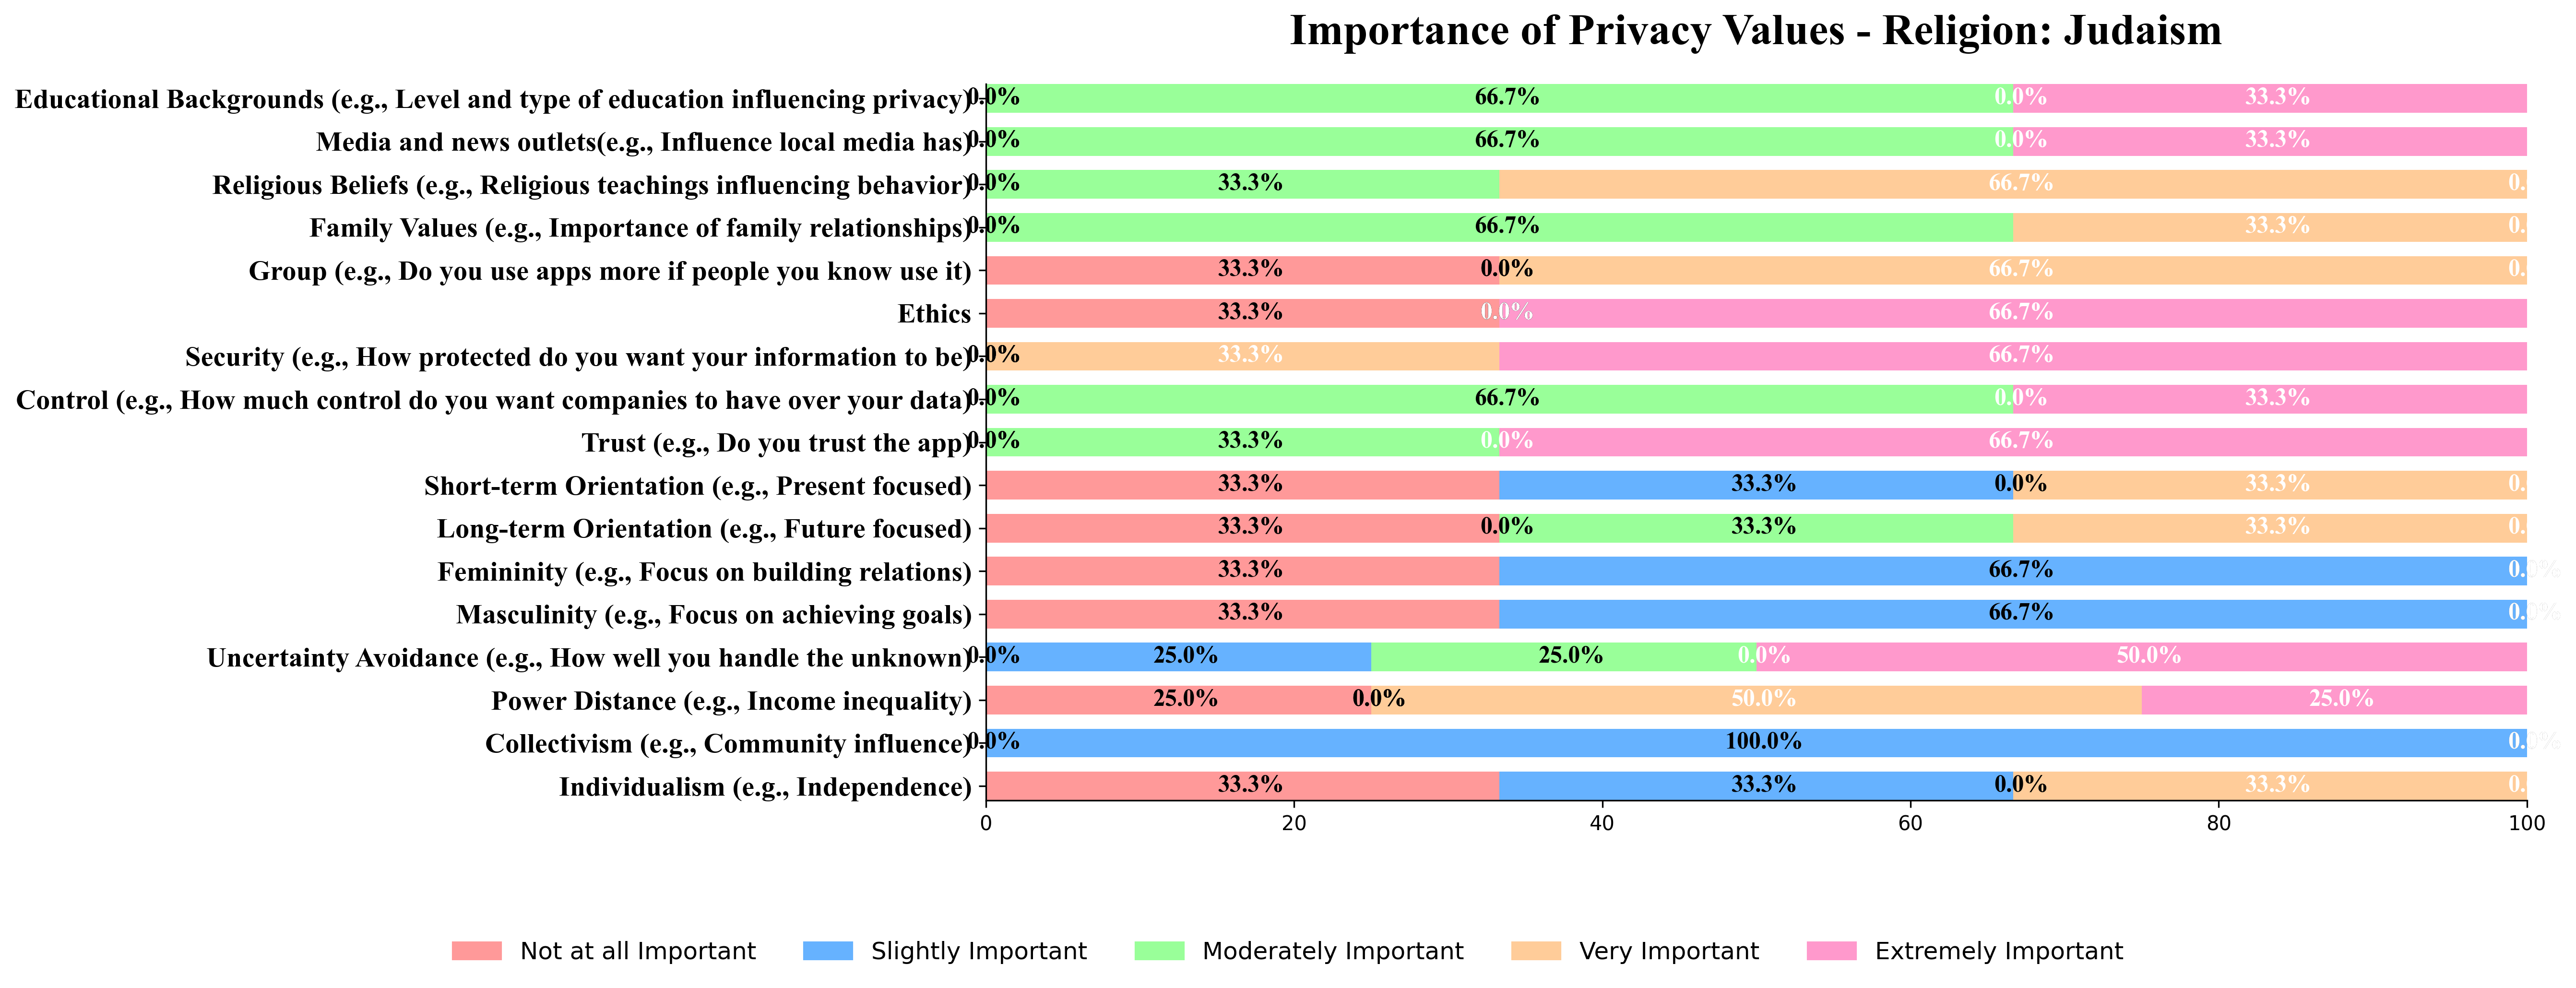 Importance of Privacy Values - Religion: Judaism
Educational Backgrounds (e.g., Level and type of education influencing privacy) 0.0% 66.7% 0.0% 33.3%
Media and news outlets(e.g., Influence local media has) 0.0% 66.7% 0.0% 33.3%
Religious Beliefs (e.g., Religious teachings influencing behavior) 0.0% 33.3% 66.7% 0.
Family Values (e.g., Importance of family relationships) 0.0% 66.7% 33.3% 0.
Group (e.g., Do you use apps more if people you know use it) 33.3% 0.0% 66.7% 0.
Ethics 33.3% 0.0% 66.7%
Security (e.g., How protected do you want your information to be) 0.0% 33.3% 66.7%
Control (e.g., How much control do you want companies to have over your data) 0.0% 66.7% 0.0% 33.3%
Trust (e.g., Do you trust the app) 0.0% 33.3% 0.0% 66.7%
Short-term Orientation (e.g., Present focused) 33.3% 33.3% 0.0% 33.3% 0.
Long-term Orientation (e.g., Future focused) 33.3% 0.0% 33.3% 33.3% 0.
Femininity (e.g., Focus on building relations) 33.3% 66.7% 0.0%
Masculinity (e.g., Focus on achieving goals) 33.3% 66.7% 0.0%
Uncertainty Avoidance (e.g., How well you handle the unknown) 0.0% 25.0% 25.0% 0.0% 50.0%
Power Distance (e.g., Income inequality) 25.0% 0.0% 50.0% 25.0%
Collectivism (e.g., Community influence) 0.0% 100.0% 0.0%
Individualism (e.g., Independence) 33.3% 33.3% 0.0% 33.3% 0.
0 20 40 60 80 100
Not at all Important Slightly Important Moderately Important Very Important Extremely Important